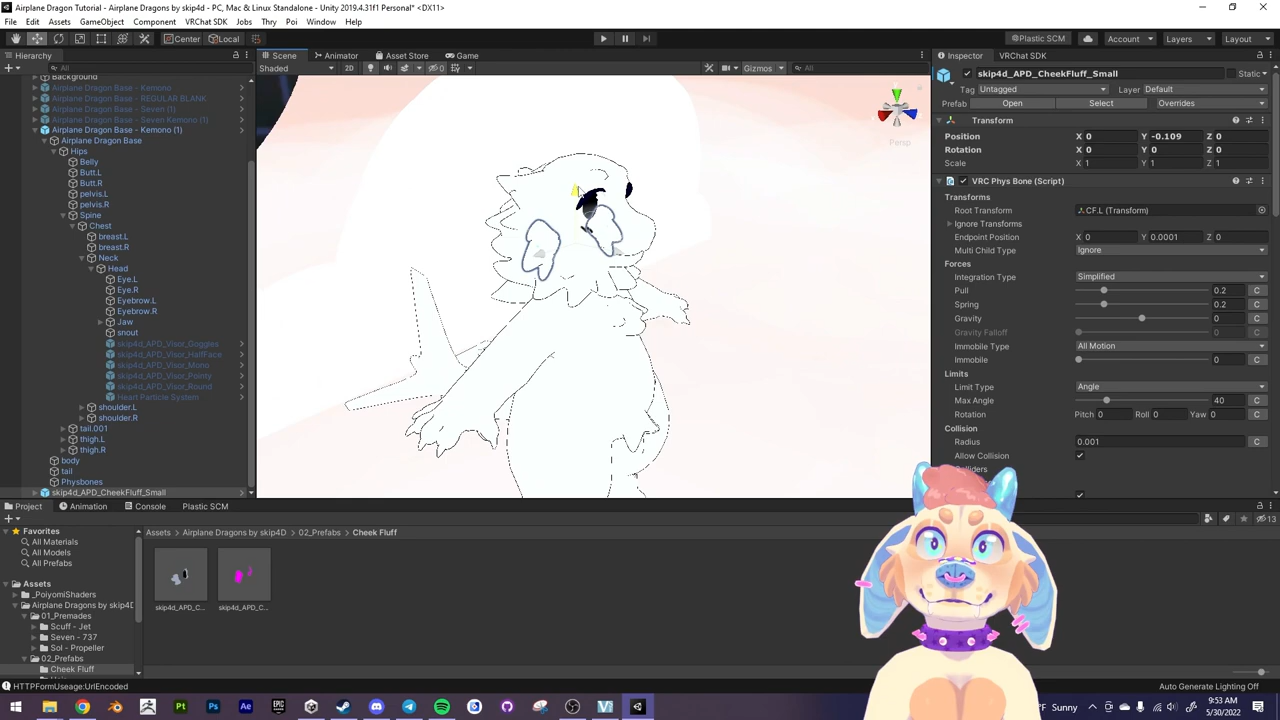 Airplane Dragon Tutorial - Airplane Dragons by skip4d - PC, Mac & Linux Standalone - Unity 2019.4.31f1 Personal* <DX11>
File Edit Assets GameObject Component VRChat SDK Jobs Thry Poi Window Help
Center Local Plastic SCM Account Layers Layout
Hierarchy Scene Animator Asset Store Game Inspector VRChat SDK
All Shaded 2D 0 Gizmos All
skip4d_APD_CheekFluff_Small Static
Tag Untagged Layer Default
Prefab Open Select Overrides
Transform
Position X 0 Y -0.109 Z 0
Rotation X 0 Y 0 Z 0
Scale X 1 Y 1 Z 1
VRC Phys Bone (Script)
Transforms
Root Transform CF.L (Transform)
Ignore Transforms
Endpoint Position X 0 Y 0.0001 Z 0
Multi Child Type Ignore
Forces
Integration Type Simplified
Pull 0.2 C
Spring 0.2 C
Gravity 0 C
Gravity Falloff 0 C
Immobile Type All Motion
Immobile 0 C
Limits
Limit Type Angle
Max Angle 40 C
Rotation Pitch 0 Roll 0 Yaw 0 C
Collision
Radius 0.001 C
Allow Collision
Persp
Background
Airplane Dragon Base - Kemono
Airplane Dragon Base - REGULAR BLANK
Airplane Dragon Base - Seven (1)
Airplane Dragon Base - Seven Kemono (1)
Airplane Dragon Base - Kemono (1)
Airplane Dragon Base
Hips
Belly
Butt.L
Butt.R
pelvis.L
pelvis.R
Spine
Chest
breast.L
breast.R
Neck
Head
Eye.L
Eye.R
Eyebrow.L
Eyebrow.R
Jaw
snout
skip4d_APD_Visor_Goggles
skip4d_APD_Visor_HalfFace
skip4d_APD_Visor_Mono
skip4d_APD_Visor_Pointy
skip4d_APD_Visor_Round
Heart Particle System
shoulder.L
shoulder.R
tail.001
thigh.L
thigh.R
body
tail
Physbones
skip4d_APD_CheekFluff_Small
Project Animation Console Plastic SCM
13
Favorites
All Materials
All Models
All Prefabs
Assets
_PoiyomiShaders
Airplane Dragons by skip4D
01_Premades
Scuff - Jet
Seven - 737
Sol - Propeller
02_Prefabs
Cheek Fluff
Assets Airplane Dragons by skip4D 02_Prefabs Cheek Fluff
skip4d_APD_C... skip4d_APD_C...
HTTPFormUseage:UrlEncoded Auto Generate Lighting Off
Sunny 9:53 AM
5/30/2022